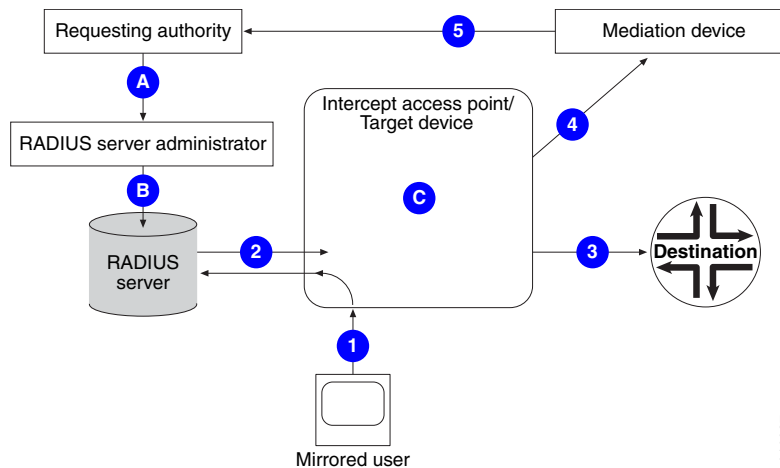 Requesting authority
5
Mediation device
A
Intercept access point/
Target device
4
RADIUS server administrator
B
C
RADIUS
server
2
3
Destination
1
Mirrored user